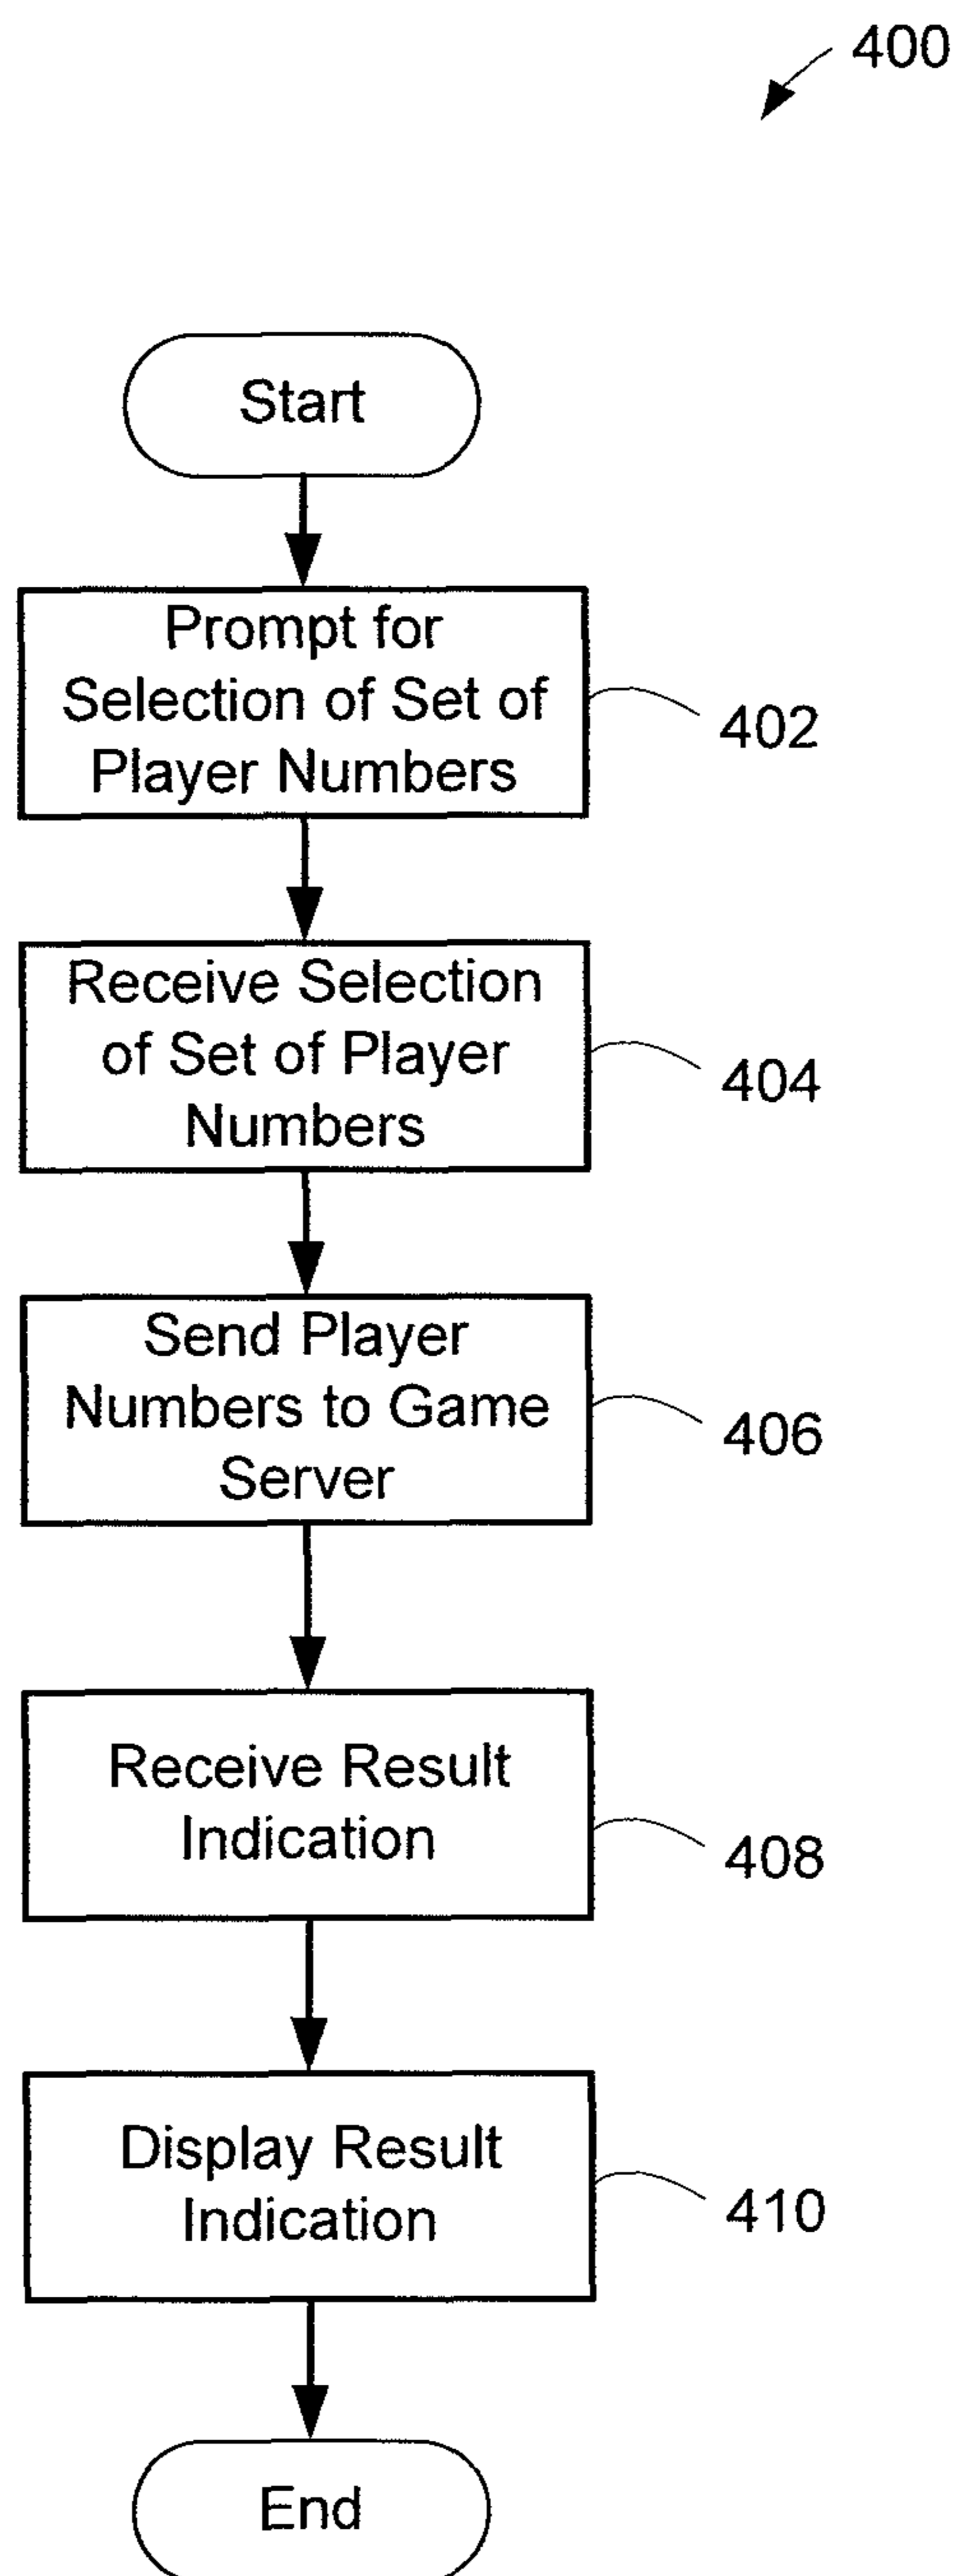 400
Start
Prompt for
Selection of Set of
Player Numbers
402
Receive Selection
of Set of Player
Numbers
404
Send Player
Numbers to Game
Server
406
Receive Result
Indication
408
Display Result
Indication
410
End